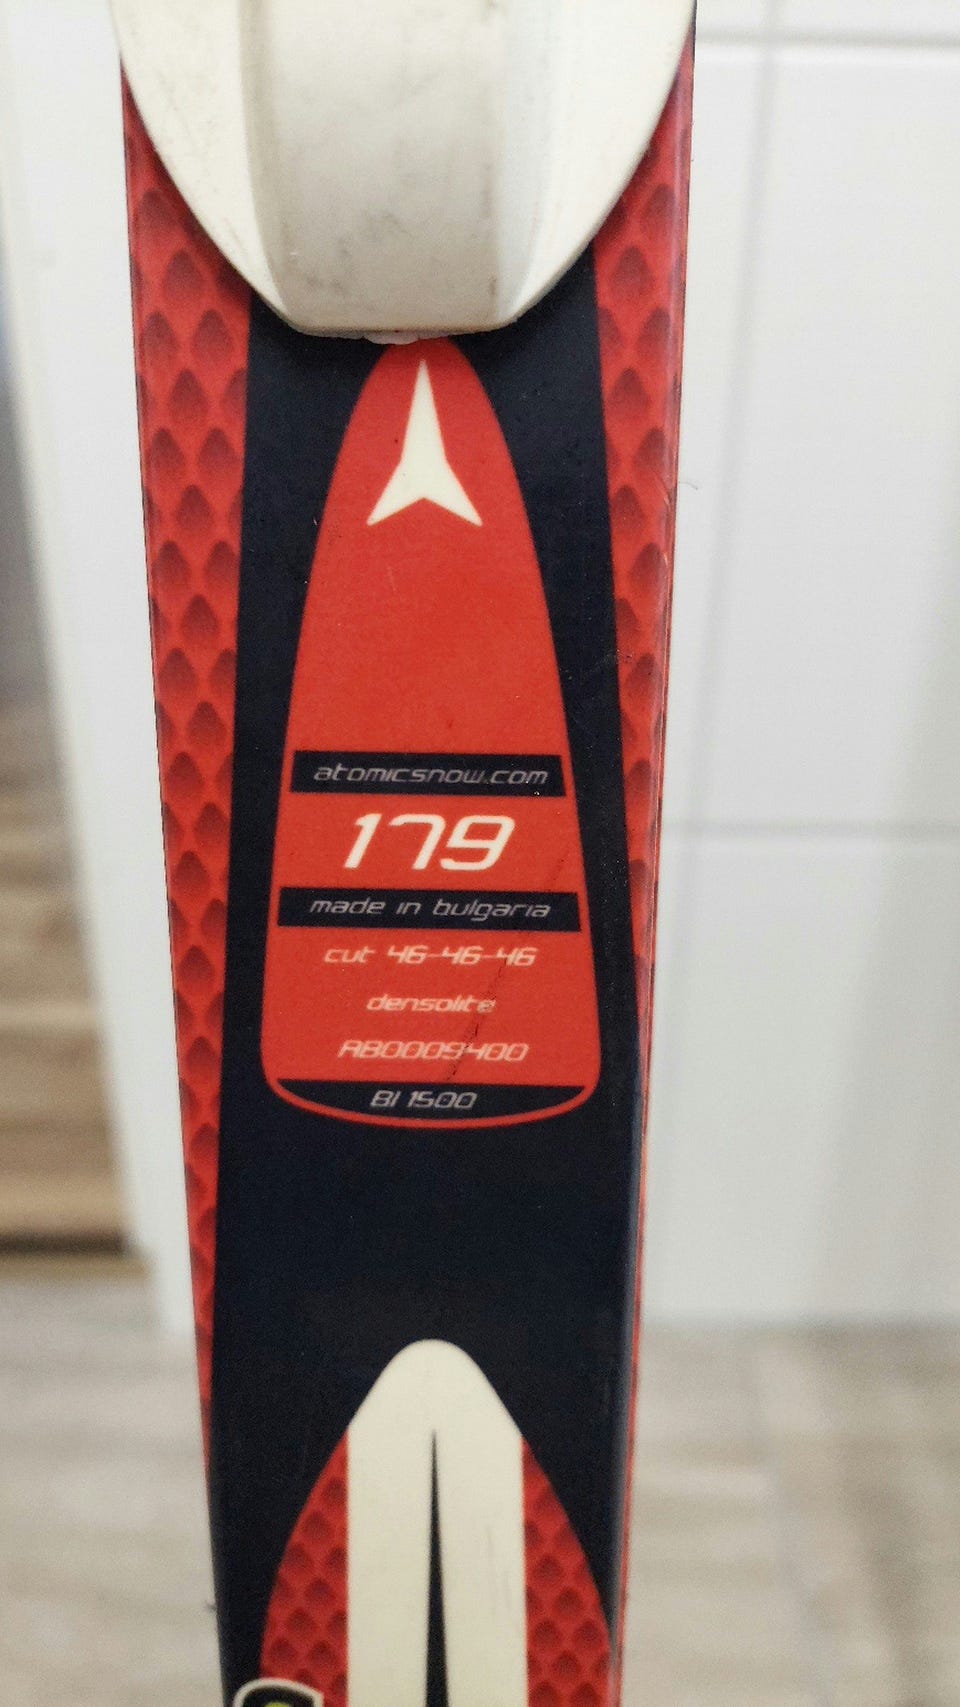 atomicsnow.com
179
made in bulgaria
cut 46-46-46
densolite
AB0009400
BI 1500